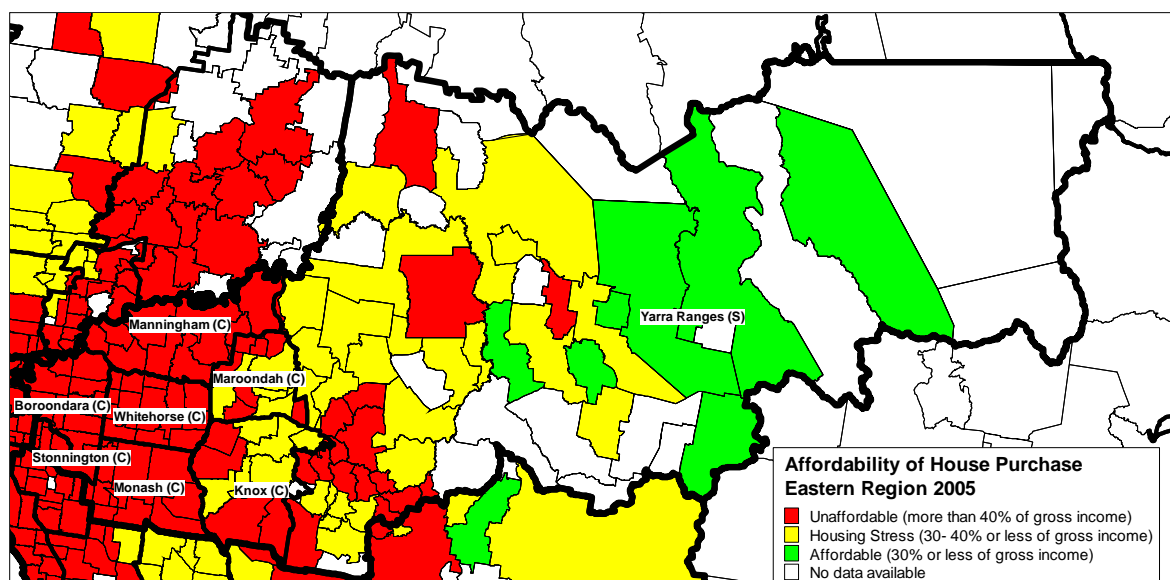 Yarra Ranges (S)
Manningham (C)
Maroondah (C)
Boroondara (C)
Whitehorse (C)
Stonnington (C)
Monash (C)
Knox (C)
Affordability of House Purchase
Eastern Region 2005
Unaffordable (more than 40% of gross income)
Housing Stress (30- 40% or less of gross income)
Affordable (30% or less of gross income)
No data available